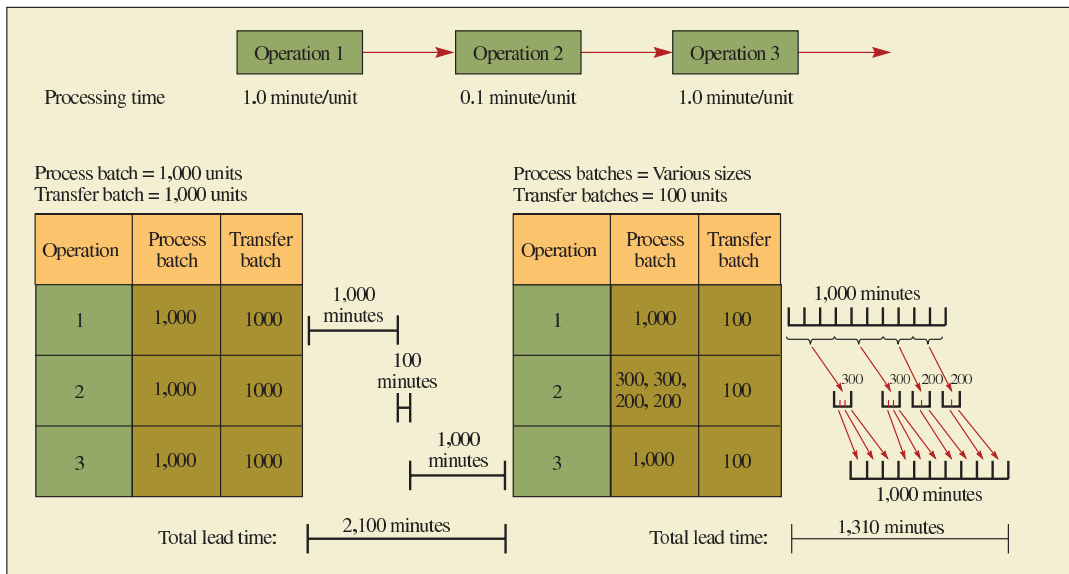 Operation 1
Operation 2
Operation 3
Processing time
1.0 minute/unit
0.1 minute/unit
1.0 minute/unit
Process batch = 1,000 units
Transfer batch = 1,000 units
Operation
Process
batch
Transfer
batch
1
1,000
1000
1,000
minutes
2
1,000
1000
100
minutes
3
1,000
1000
1,000
minutes
Total lead time:
2,100 minutes
Process batches = Various sizes
Transfer batches = 100 units
Operation
Process
batch
Transfer
batch
1
1,000
100
1,000 minutes
2
300, 300,
200, 200
100
300
300
200
200
3
1,000
100
1,000 minutes
Total lead time:
1,310 minutes